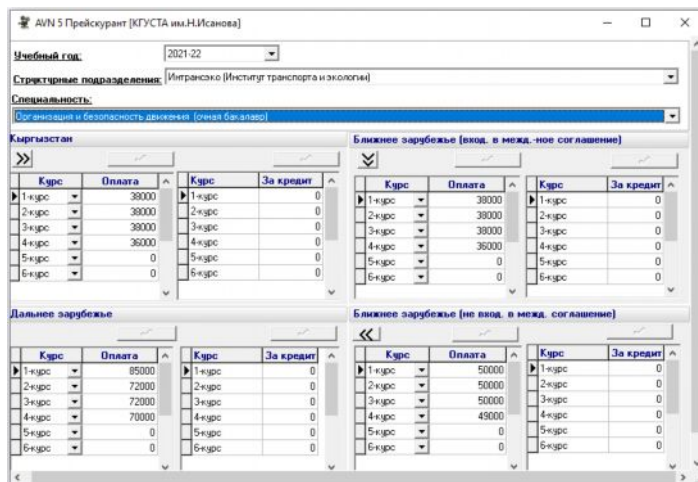 AVN 5 Прейскурант [КГУСТА им.Н.Исанова]
Учебный год: 2021-22
Структурные подразделения: Интрансэко (Институт транспорта и экологии)
Специальность:
Организация и безопасность движения (очная бакалавр)
Кыргызстан
Курс Оплата Курс За кредит
1-курс 38000 1-курс 0
2-курс 38000 2-курс 0
3-курс 38000 3-курс 0
4-курс 36000 4-курс 0
5-курс 0 5-курс 0
6-курс 0 6-курс 0
Ближнее зарубежье (вход. в межд.-ное соглашение)
Курс Оплата Курс За кредит
1-курс 38000 1-курс 0
2-курс 38000 2-курс 0
3-курс 38000 3-курс 0
4-курс 36000 4-курс 0
5-курс 0 5-курс 0
6-курс 0 6-курс 0
Дальнее зарубежье
Курс Оплата Курс За кредит
1-курс 85000 1-курс 0
2-курс 72000 2-курс 0
3-курс 72000 3-курс 0
4-курс 70000 4-курс 0
5-курс 0 5-курс 0
6-курс 0 6-курс 0
Ближнее зарубежье (не вход. в межд. соглашение)
Курс Оплата Курс За кредит
1-курс 50000 1-курс 0
2-курс 50000 2-курс 0
3-курс 50000 3-курс 0
4-курс 49000 4-курс 0
5-курс 0 5-курс 0
6-курс 0 6-курс 0